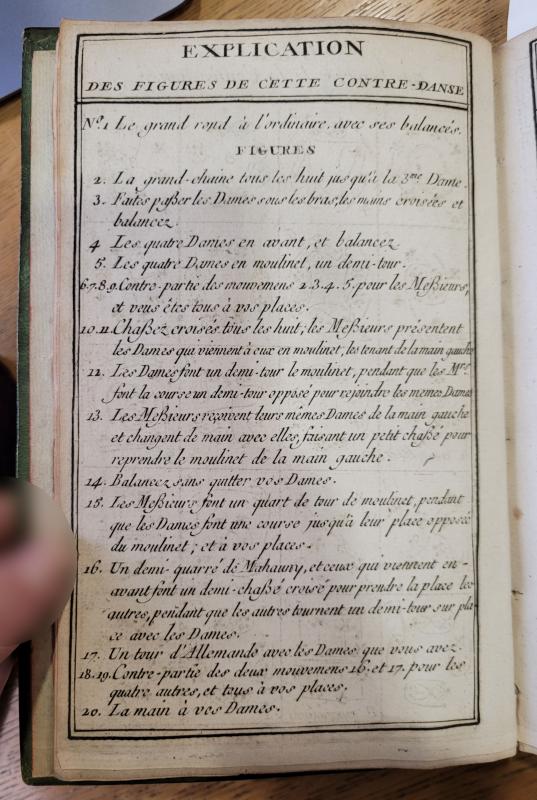 EXPLICATION
DES FIGURES DE CETTE CONTRE-DANSE
N.º 1 Le grand rond à l'ordinaire, avec ses balancés.
FIGURES
2. La grand-chaine tous les huit jusqu'à la 3.me Dame.
3. Faites paßer les Dames sous les bras, les mains croisées et
balancez.
4 Les quatre Dames en avant, et balancez
5. Les quatre Dames en moulinet, un demi-tour.
6.7.8.9. Contre-partie des mouvemens 2.3.4.5. pour les Meßieurs,
et vous êtes tous à vos places.
10.11. Chaßez croisés tous les huit; les Meßieurs présentent
les Dames qui viennent à eux en moulinet, les tenant de la main gauche
12. Les Dames font un demi-tour le moulinet, pendant que les M.rs
font la course un demi-tour opposé pour rejoindre les memes Dames
13. Les Meßieurs reçoivent leurs mêmes Dames de la main gauche
et changent de main avec elles, faisant un petit chaßé pour
reprendre le moulinet de la main gauche.
14. Balancez sans quitter vos Dames.
15. Les Meßieurs font un quart de tour de moulinet, pendant
que les Dames font une course jusqu'à leur place opposée
du moulinet; et à vos places.
16. Un demi-quarré de Mahauny, et ceux qui viennent en-
avant font un demi-chaßé croisé pour prendre la place les
autres, pendant que les autres tournent un demi-tour sur pla-
ce avec les Dames.
17. Un tour d'Allemande avec les Dames que vous avez.
18.19. Contre-partie des deux mouvemens 16. et 17. pour les
quatre autres, et tous à vos places.
20. La main à vos Dames.